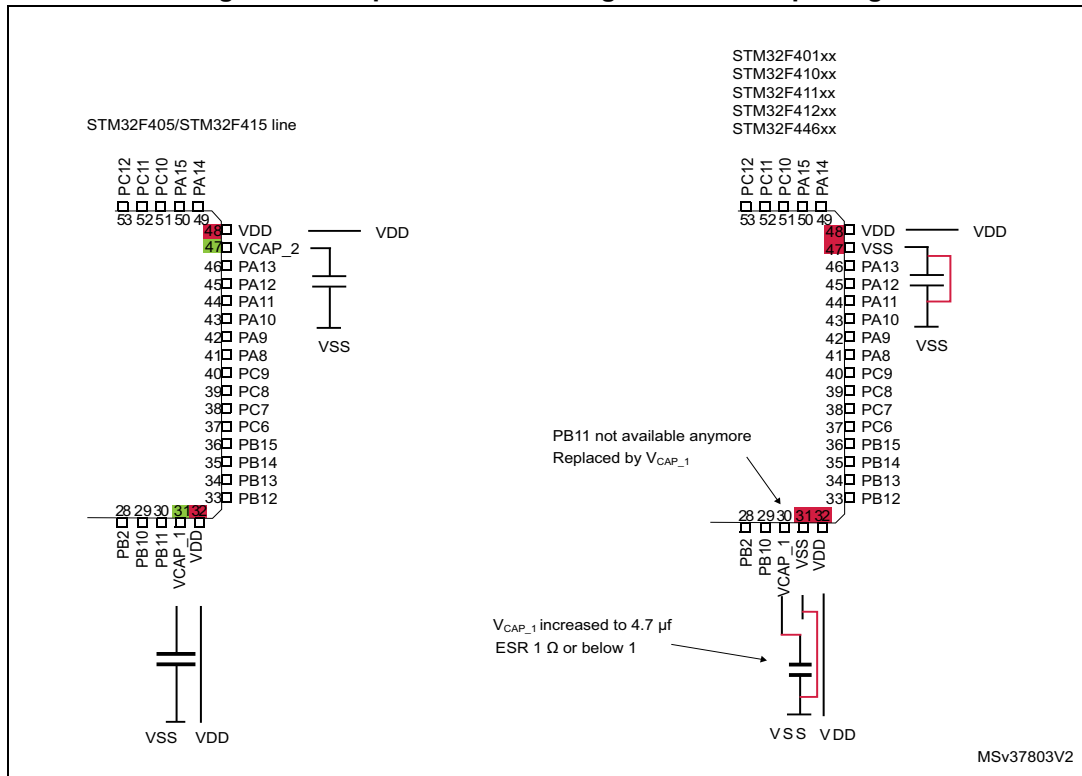 STM32F405/STM32F415 line
PC12
PC11
PC10
PA15
PA14
53 52 51 50 49
48 VDD
VDD
47 VCAP_2
46 PA13
45 PA12
44 PA11
43 PA10
42 PA9
41 PA8
40 PC9
39 PC8
38 PC7
37 PC6
36 PB15
35 PB14
34 PB13
33 PB12
VSS
28 29 30 31 32
PB2
PB10
PB11
VCAP_1
VDD
VSS VDD
STM32F401xx
STM32F410xx
STM32F411xx
STM32F412xx
STM32F446xx
PC12
PC11
PC10
PA15
PA14
53 52 51 50 49
48 VDD
VDD
47 VSS
46 PA13
45 PA12
44 PA11
43 PA10
42 PA9
41 PA8
40 PC9
39 PC8
38 PC7
37 PC6
36 PB15
35 PB14
34 PB13
33 PB12
VSS
PB11 not available anymore
Replaced by VCAP_1
28 29 30 31 32
PB2
PB10
VCAP_1
VSS
VDD
VCAP_1 increased to 4.7 µf
ESR 1 Ω or below 1
VSS VDD
MSv37803V2